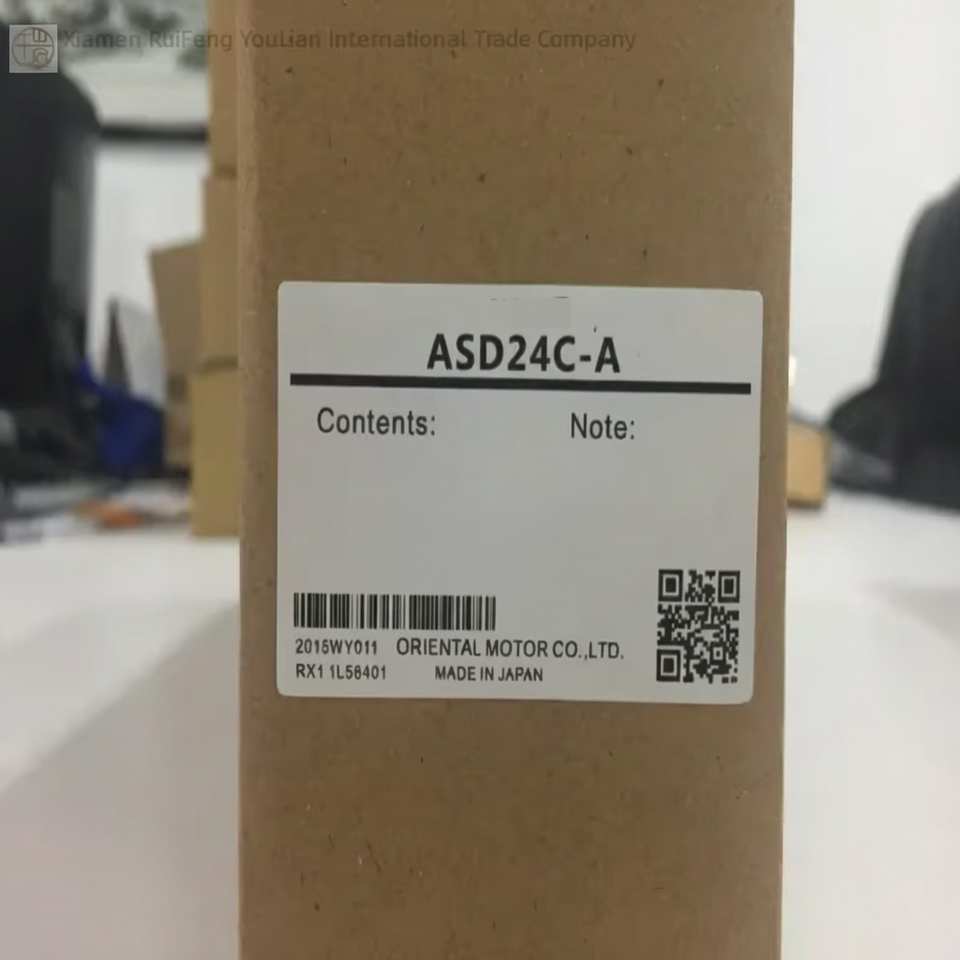 Xiamen RuiFeng YouLian International Trade Company
ASD24C-A
Contents: Note:
2015WY011 ORIENTAL MOTOR CO.,LTD.
RX1 1L56401 MADE IN JAPAN